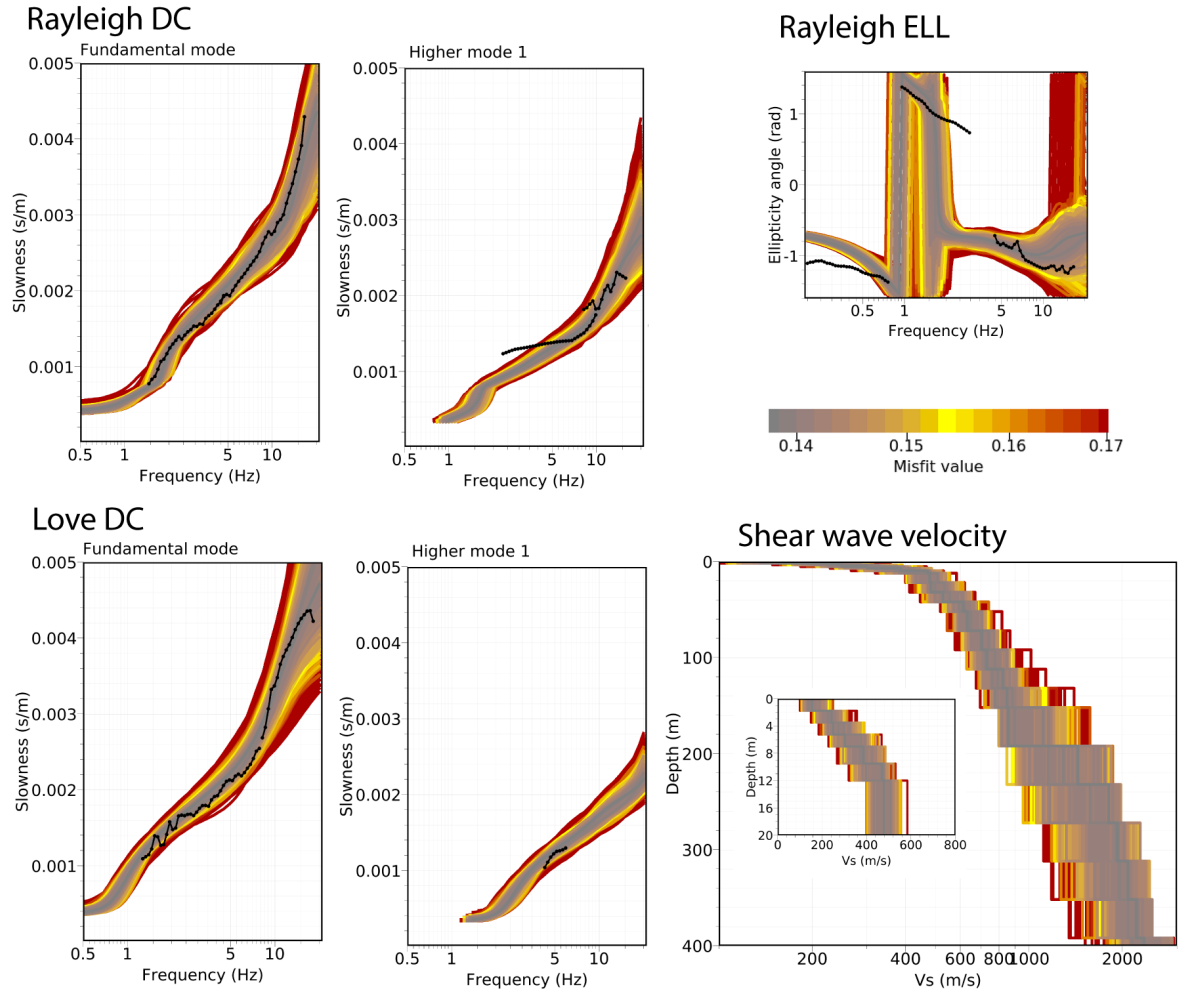 Rayleigh DC
Fundamental mode
0.005
0.004
0.003
0.002
0.001
Slowness (s/m)
0.5 1 5 10
Frequency (Hz)
Higher mode 1
0.005
0.004
0.003
0.002
0.001
Slowness (s/m)
0.5 1 5 10
Frequency (Hz)
Rayleigh ELL
1
0
-1
Ellipticity angle (rad)
0.5 1 5 10
Frequency (Hz)
0.14 0.15 0.16 0.17
Misfit value
Love DC
Fundamental mode
0.005
0.004
0.003
0.002
0.001
Slowness (s/m)
0.5 1 5 10
Frequency (Hz)
Higher mode 1
0.005
0.004
0.003
0.002
0.001
Slowness (s/m)
0.5 1 5 10
Frequency (Hz)
Shear wave velocity
0
100
200
300
400
Depth (m)
200 400 600 800 1000 2000
Vs (m/s)
0
4
8
12
16
20
Depth (m)
0 200 400 600 800
Vs (m/s)